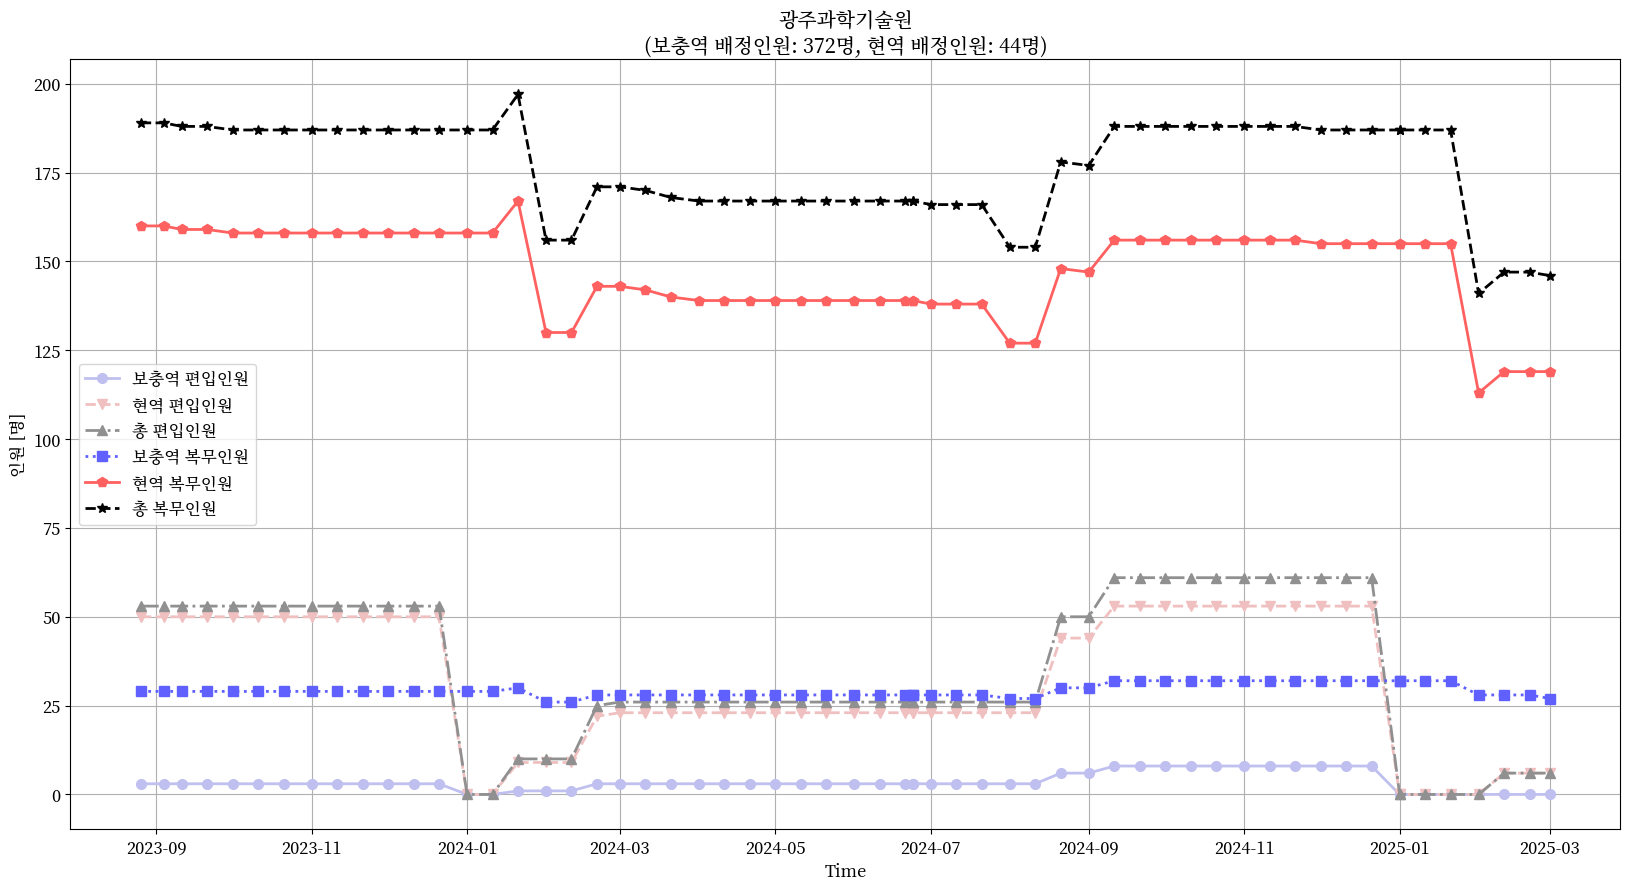 광주과학기술원
(보충역 배정인원: 372명, 현역 배정인원: 44명)
200
175
150
125
100
75
50
25
0
인원 [명]
보충역 편입인원
현역 편입인원
총 편입인원
보충역 복무인원
현역 복무인원
총 복무인원
2023-09
2023-11
2024-01
2024-03
2024-05
2024-07
2024-09
2024-11
2025-01
2025-03
Time